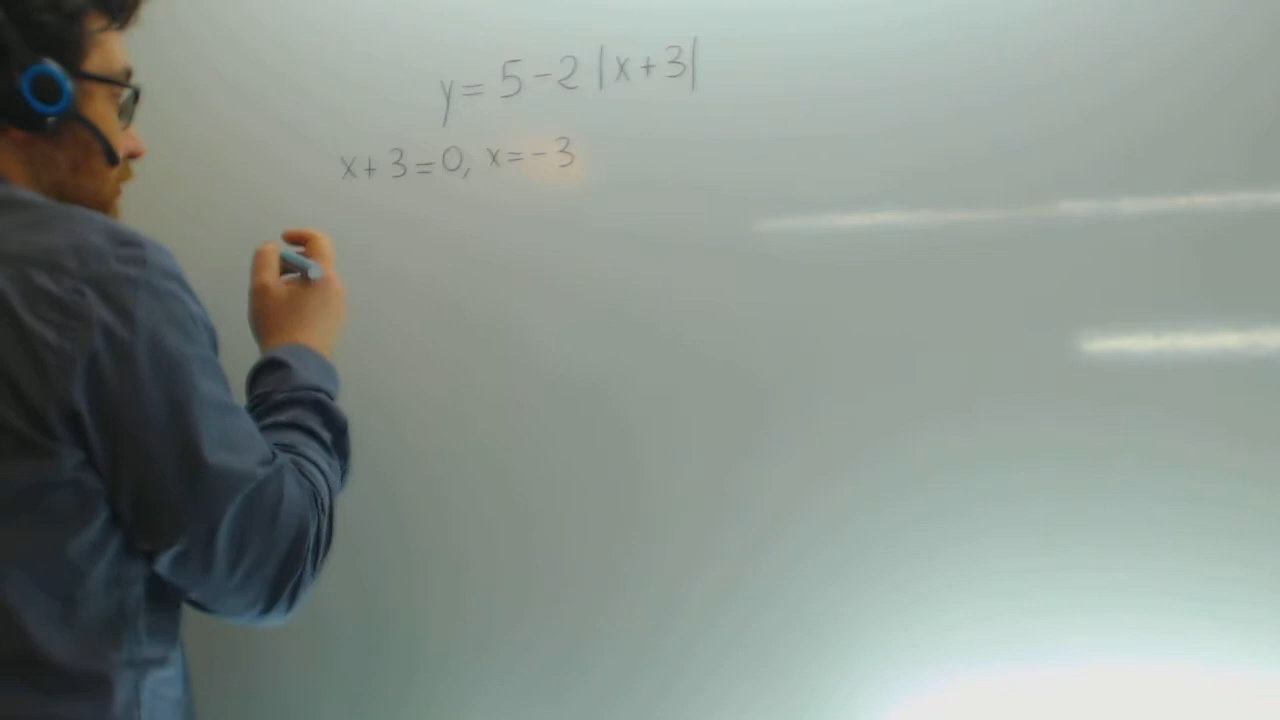 y = 5 - 2 |x + 3|
x + 3 = 0, x = -3